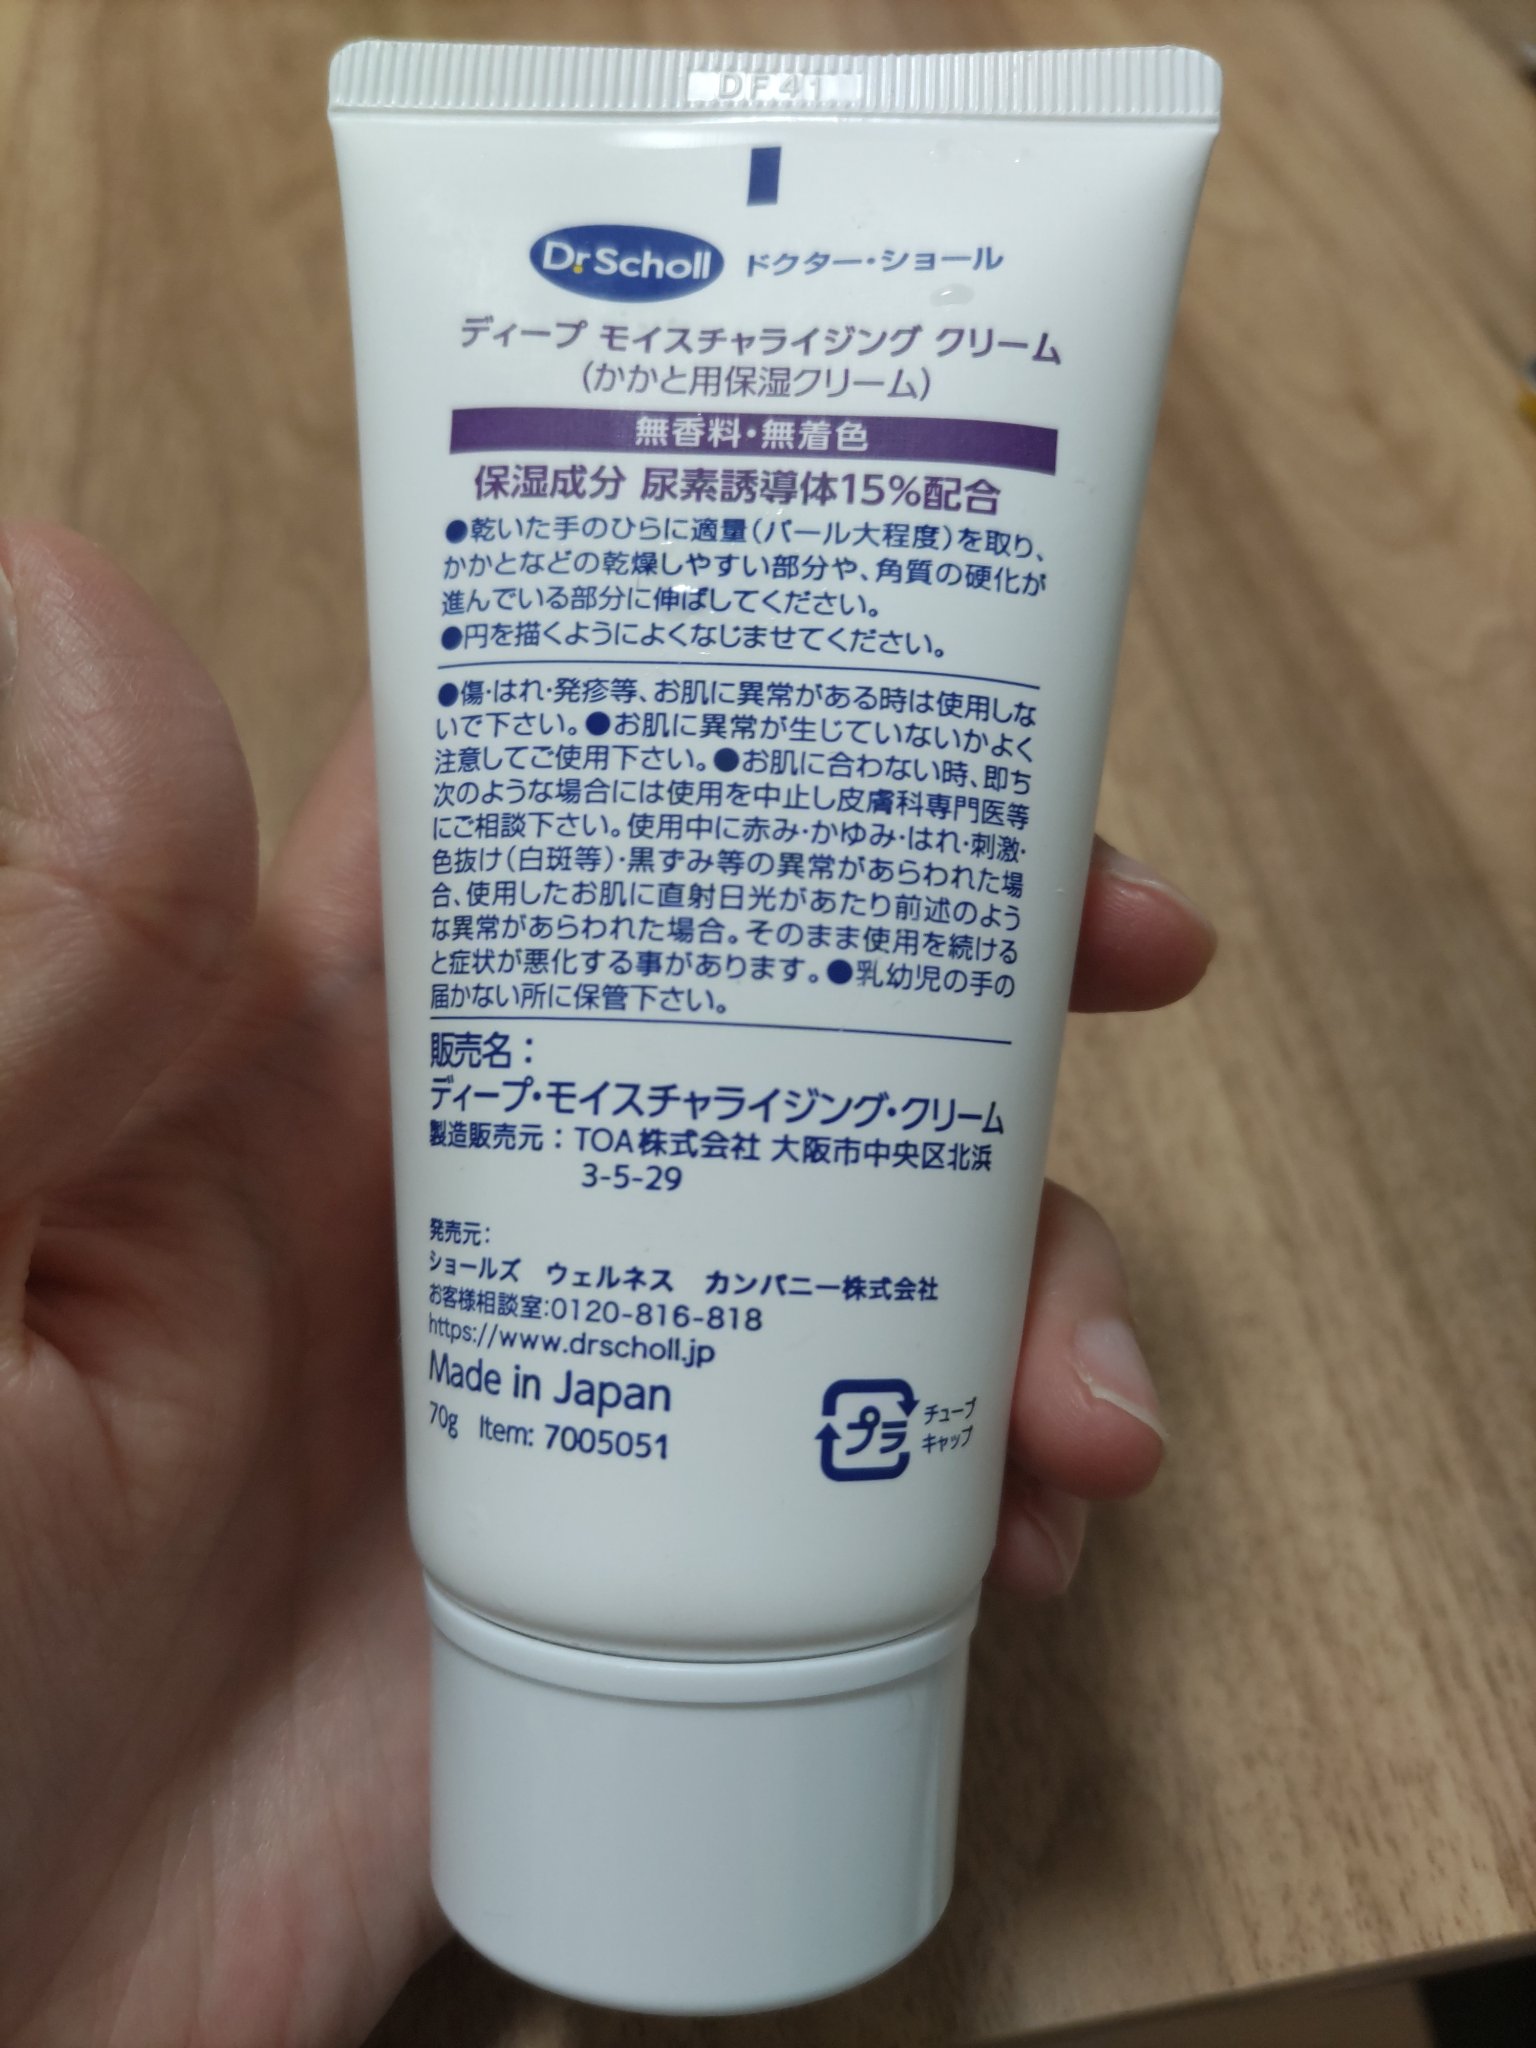 DF41
Dr.Scholl ドクター・ショール
ディープ モイスチャライジング クリーム
(かかと用保湿クリーム)
無香料・無着色
保湿成分 尿素誘導体15%配合
●乾いた手のひらに適量(パール大程度)を取り、
かかとなどの乾燥しやすい部分や、角質の硬化が
進んでいる部分に伸ばしてください。
●円を描くようによくなじませてください。
●傷・はれ・発疹等、お肌に異常がある時は使用しな
いで下さい。●お肌に異常が生じていないかよく
注意してご使用下さい。●お肌に合わない時、即ち
次のような場合には使用を中止し皮膚科専門医等
にご相談下さい。使用中に赤み・かゆみ・はれ・刺激・
色抜け(白斑等)・黒ずみ等の異常があらわれた場
合、使用したお肌に直射日光があたり前述のよう
な異常があらわれた場合。そのまま使用を続ける
と症状が悪化する事があります。●乳幼児の手の
届かない所に保管下さい。
販売名：
ディープ・モイスチャライジング・クリーム
製造販売元：TOA株式会社 大阪市中央区北浜
3-5-29
発売元：
ショールズ ウェルネス カンパニー株式会社
お客様相談室:0120-816-818
https://www.drscholl.jp
Made in Japan
70g Item: 7005051
プラ
チューブ
キャップ